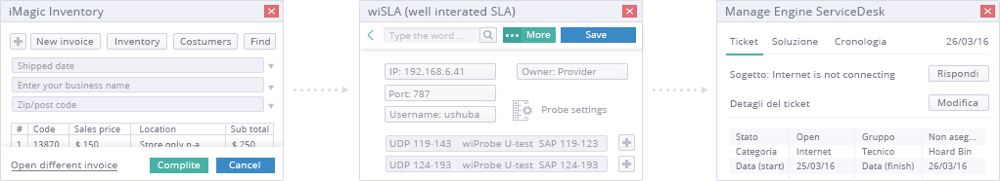 iMagic Inventory
New invoice Inventory Custumers Find
Shipped date
Enter your business name
Zip/post code
# Code Sales price Location Sub total
1 13870 $ 150 Store only n-a $ 250
Open different invoice Complite Cancel
wiSLA (well interated SLA)
Type the word ... More Save
IP: 192.168.6.41 Owner: Provider
Port: 787
Username: ushuba Probe settings
UDP 119-143 wiProbe U-test SAP 119-123
UDP 124-193 wiProbe U-test SAP 124-193
Manage Engine ServiceDesk
Ticket Soluzione Cronologia 26/03/16
Sogetto: Internet is not connecting Rispondi
Detagli del ticket Modifica
Stato Open Gruppo Non aseg...
Categoria Internet Tecnico Hoard Bin
Data (start) 25/03/16 Data (finish) 26/03/16